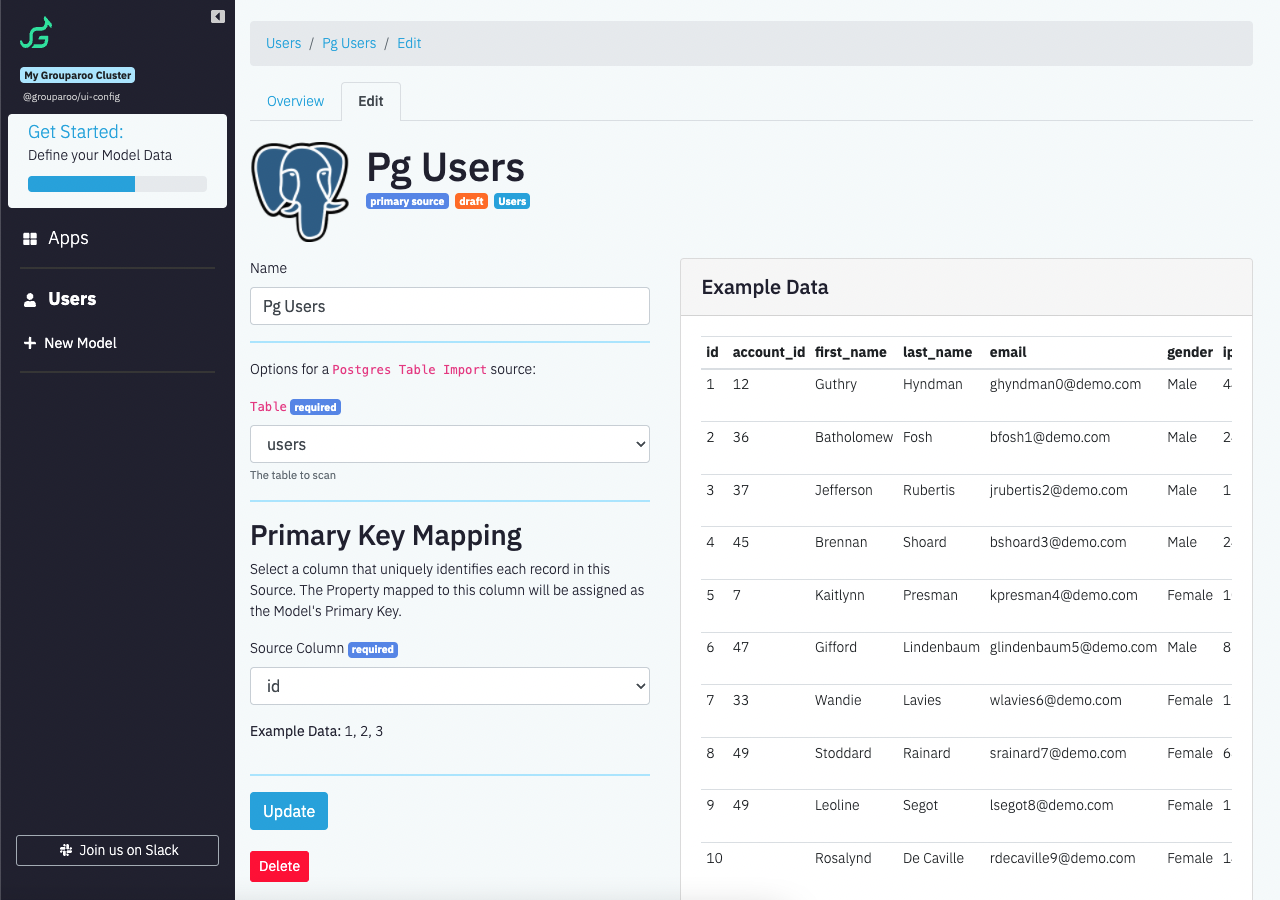 My Grouparoo Cluster
@grouparoo/ui-config
Get Started:
Define your Model Data
Apps
Users
New Model
Join us on Slack
Users / Pg Users / Edit
Overview Edit
Pg Users
primary source draft Users
Name
Pg Users
Options for a Postgres Table Import source:
Table required
users
The table to scan
Primary Key Mapping
Select a column that uniquely identifies each record in this
Source. The Property mapped to this column will be assigned as
the Model's Primary Key.
Source Column required
id
Example Data: 1, 2, 3
Update
Delete
Example Data
id account_id first_name last_name email gender ip
1 12 Guthry Hyndman ghyndman0@demo.com Male 4
2 36 Batholomew Fosh bfosh1@demo.com Male 2
3 37 Jefferson Rubertis jrubertis2@demo.com Male 1
4 45 Brennan Shoard bshoard3@demo.com Male 2
5 7 Kaitlynn Presman kpresman4@demo.com Female 1
6 47 Gifford Lindenbaum glindenbaum5@demo.com Male 8
7 33 Wandie Lavies wlavies6@demo.com Female 1
8 49 Stoddard Rainard srainard7@demo.com Female 6
9 49 Leoline Segot lsegot8@demo.com Female 1
10 Rosalynd De Caville rdecaville9@demo.com Female 1